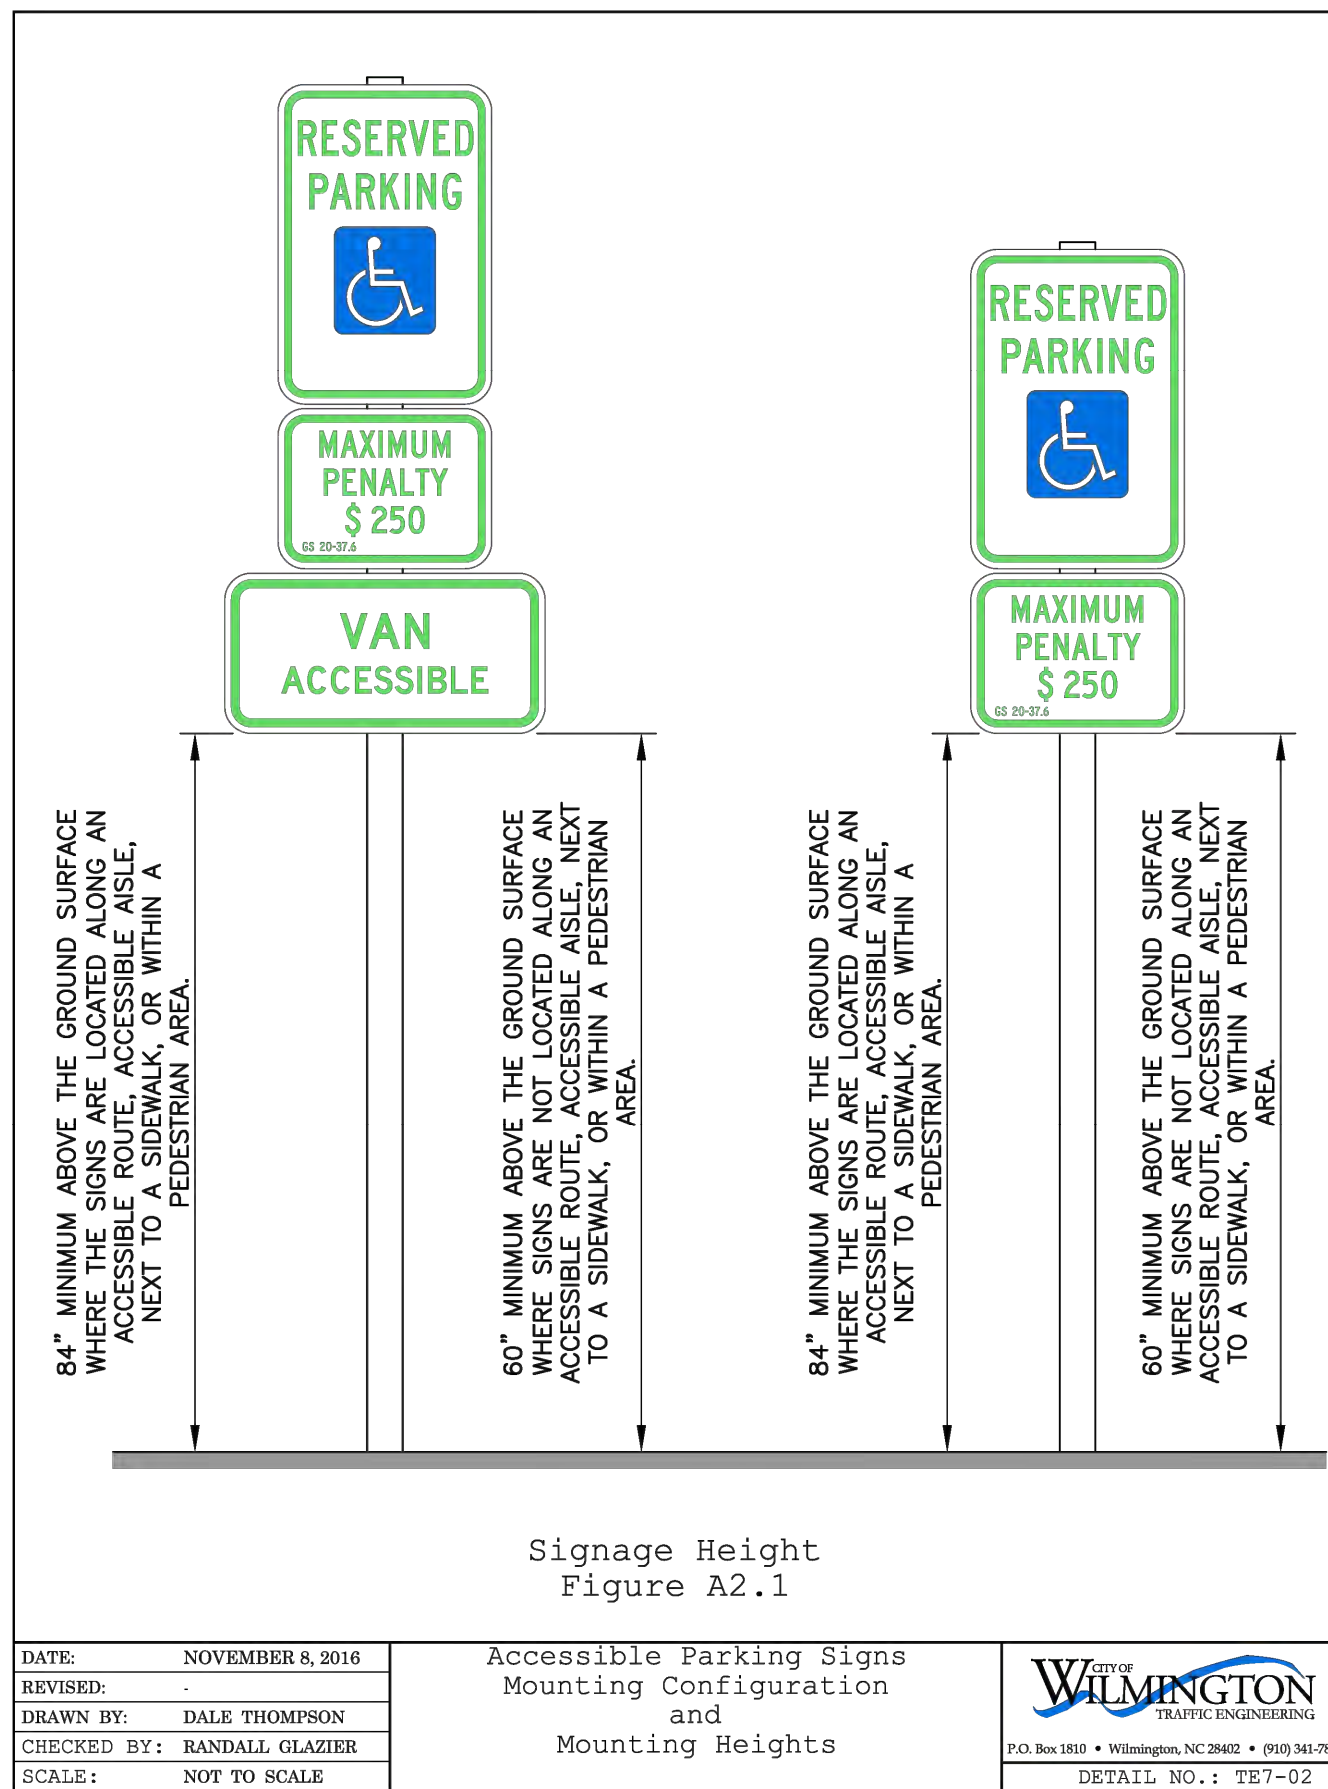 RESERVED
PARKING
MAXIMUM
PENALTY
$ 250
GS 20-37.6
VAN
ACCESSIBLE
RESERVED
PARKING
MAXIMUM
PENALTY
$ 250
GS 20-37.6
84" MINIMUM ABOVE THE GROUND SURFACE
WHERE THE SIGNS ARE LOCATED ALONG AN
ACCESSIBLE ROUTE, ACCESSIBLE AISLE,
NEXT TO A SIDEWALK, OR WITHIN A
PEDESTRIAN AREA.
60" MINIMUM ABOVE THE GROUND SURFACE
WHERE SIGNS ARE NOT LOCATED ALONG AN
ACCESSIBLE ROUTE, ACCESSIBLE AISLE, NEXT
TO A SIDEWALK, OR WITHIN A PEDESTRIAN
AREA.
84" MINIMUM ABOVE THE GROUND SURFACE
WHERE THE SIGNS ARE LOCATED ALONG AN
ACCESSIBLE ROUTE, ACCESSIBLE AISLE,
NEXT TO A SIDEWALK, OR WITHIN A
PEDESTRIAN AREA.
60" MINIMUM ABOVE THE GROUND SURFACE
WHERE SIGNS ARE NOT LOCATED ALONG AN
ACCESSIBLE ROUTE, ACCESSIBLE AISLE, NEXT
TO A SIDEWALK, OR WITHIN A PEDESTRIAN
AREA.
Signage Height
Figure A2.1
DATE: NOVEMBER 8, 2016
REVISED: -
DRAWN BY: DALE THOMPSON
CHECKED BY: RANDALL GLAZIER
SCALE: NOT TO SCALE
Accessible Parking Signs
Mounting Configuration
and
Mounting Heights
CITY OF
WILMINGTON
TRAFFIC ENGINEERING
P.O. Box 1810 • Wilmington, NC 28402 • (910) 341-78
DETAIL NO.: TE7-02